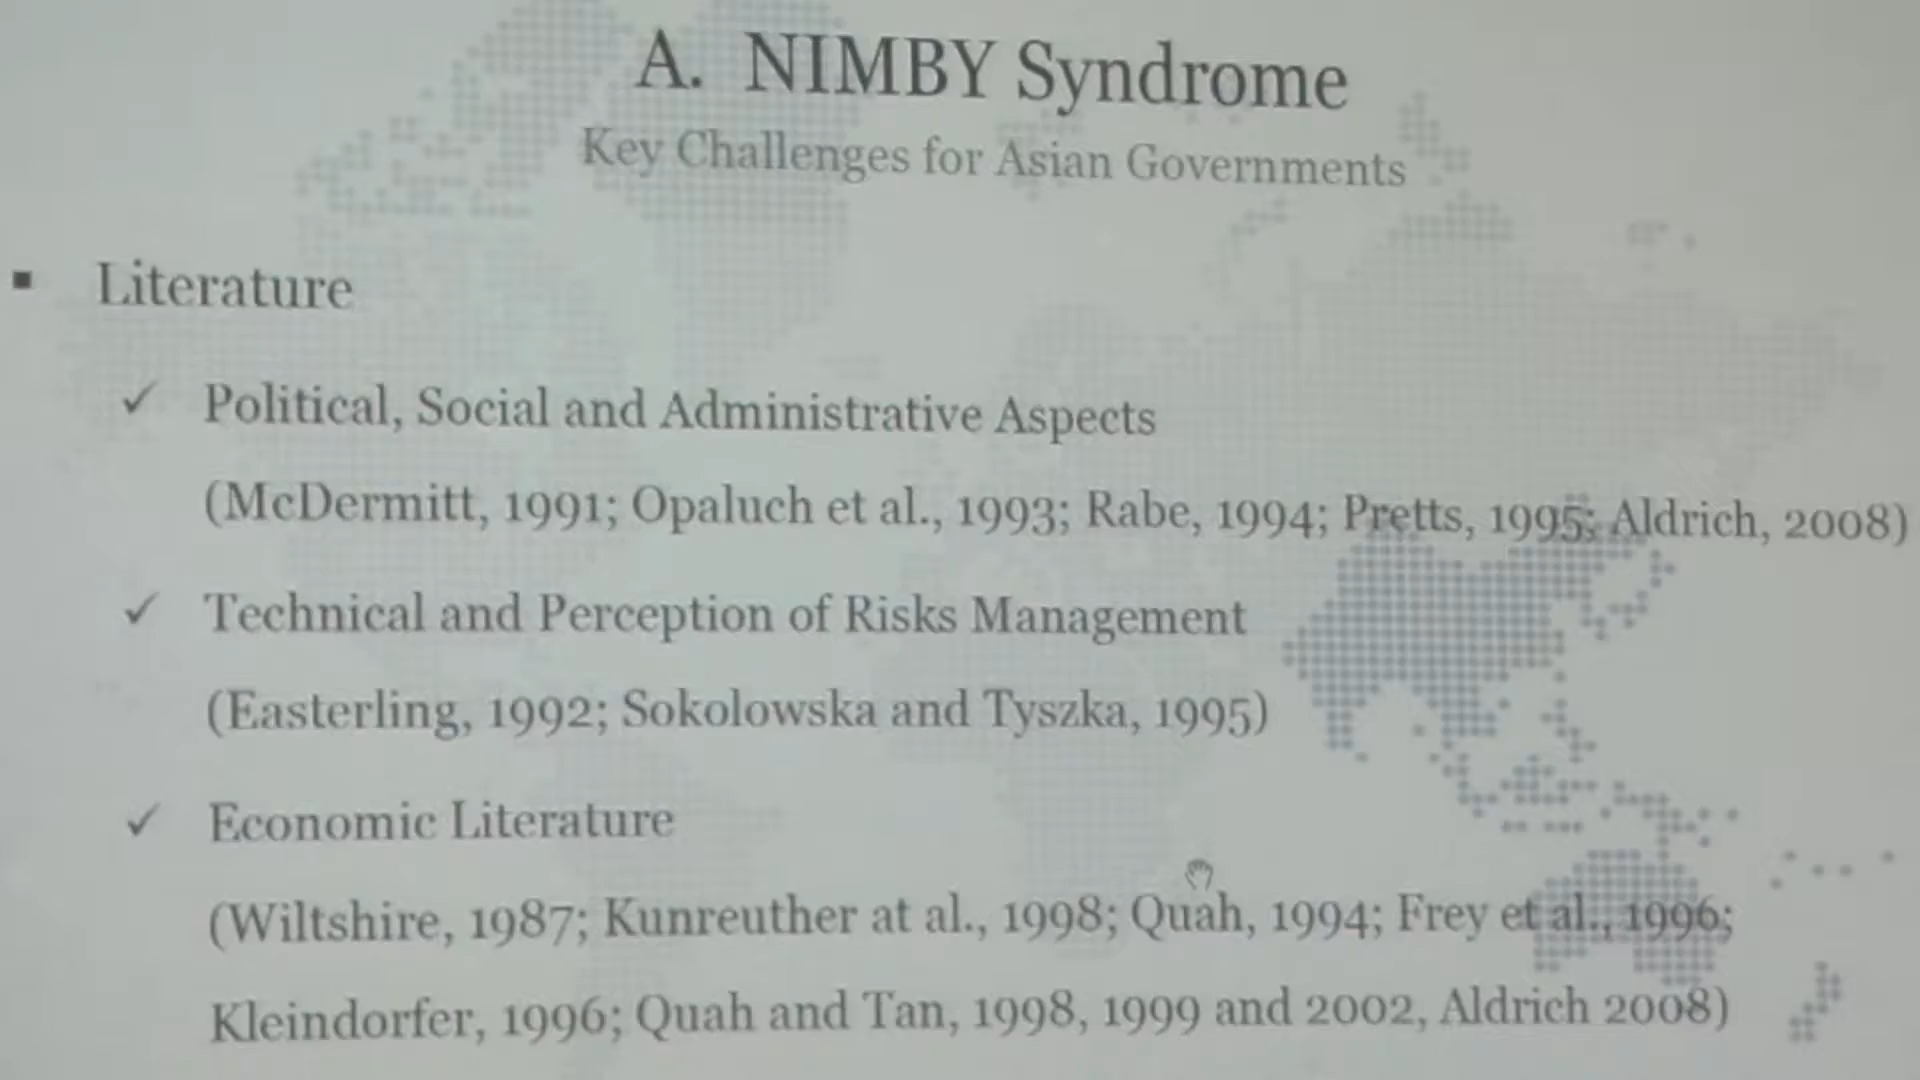 A. NIMBY Syndrome
Key Challenges for Asian Governments
▪ Literature
✓ Political, Social and Administrative Aspects
(McDermitt, 1991; Opaluch et al., 1993; Rabe, 1994; Pretts, 1995; Aldrich, 2008)
✓ Technical and Perception of Risks Management
(Easterling, 1992; Sokolowska and Tyszka, 1995)
✓ Economic Literature
(Wiltshire, 1987; Kunreuther at al., 1998; Quah, 1994; Frey et al., 1996;
Kleindorfer, 1996; Quah and Tan, 1998, 1999 and 2002, Aldrich 2008)